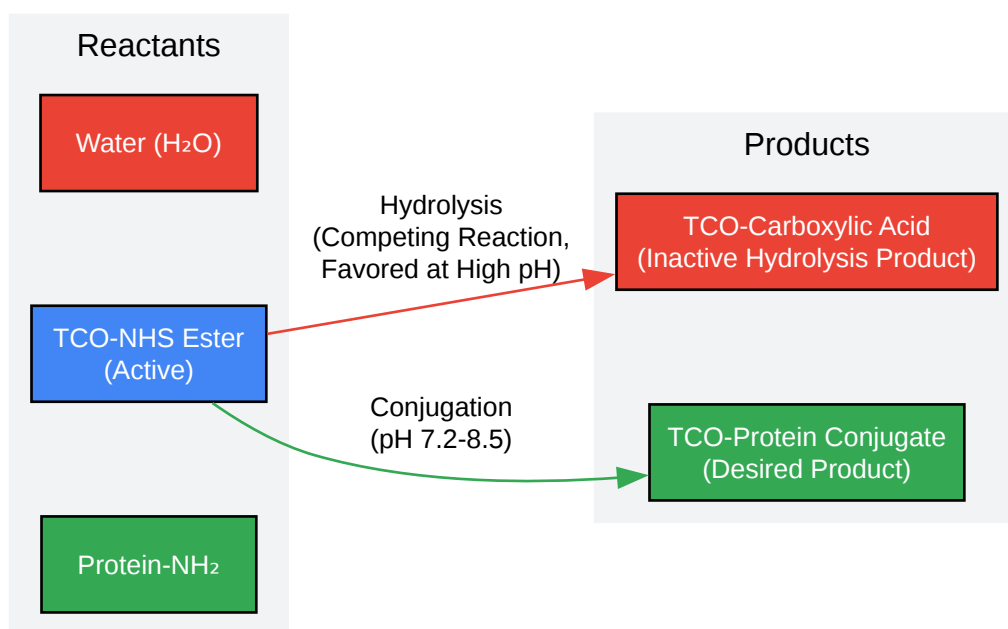 Reactants
Water (H₂O)
TCO-NHS Ester
(Active)
Protein-NH₂
Hydrolysis
(Competing Reaction,
Favored at High pH)
Conjugation
(pH 7.2-8.5)
Products
TCO-Carboxylic Acid
(Inactive Hydrolysis Product)
TCO-Protein Conjugate
(Desired Product)